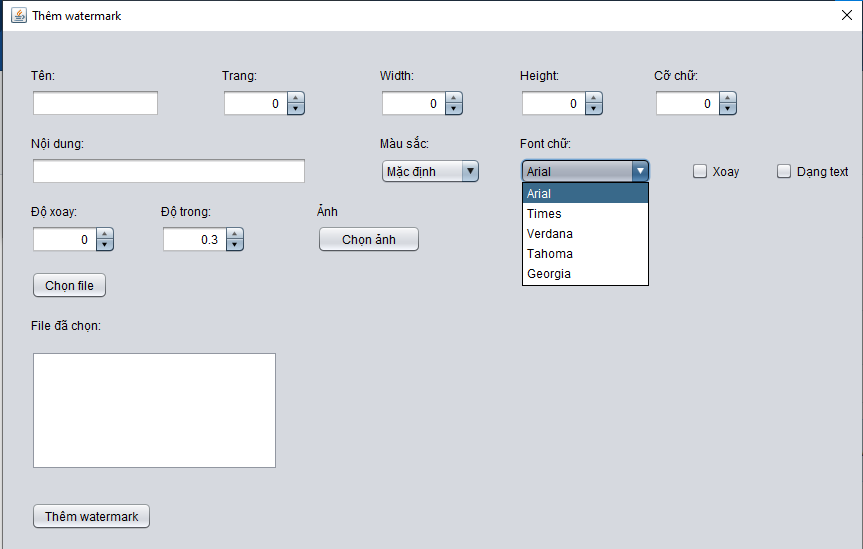 Thêm watermark
Tên: Trang: Width: Height: Cỡ chữ:
0 0 0 0
Nội dung: Màu sắc: Font chữ:
Mặc định Arial Xoay Dạng text
Arial
Times
Verdana
Tahoma
Georgia
Độ xoay: Độ trong: Ảnh
0 0.3 Chọn ảnh
Chọn file
File đã chọn:
Thêm watermark